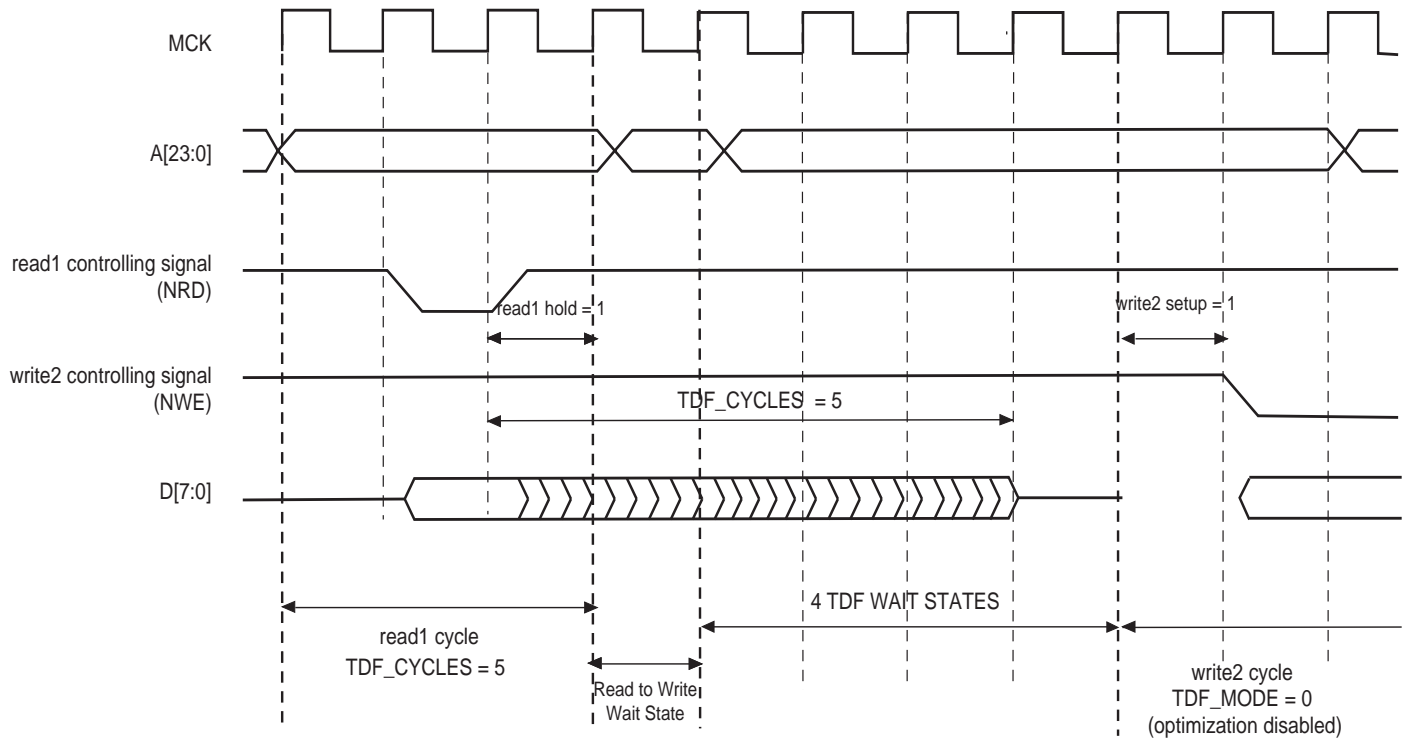 MCK
A[23:0]
read1 controlling signal
(NRD)
read1 hold = 1
write2 setup = 1
write2 controlling signal
(NWE)
TDF_CYCLES = 5
D[7:0]
4 TDF WAIT STATES
read1 cycle
TDF_CYCLES = 5
Read to Write
Wait State
write2 cycle
TDF_MODE = 0
(optimization disabled)